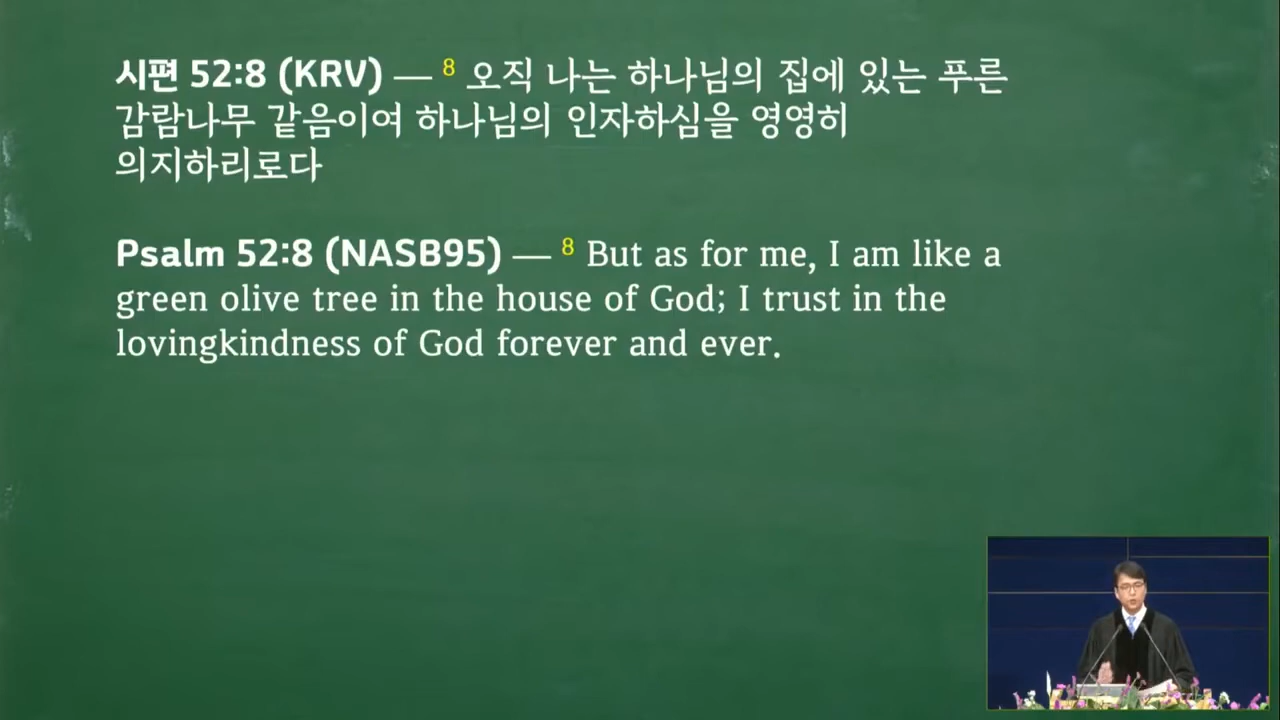 시편 52:8 (KRV) — 8 오직 나는 하나님의 집에 있는 푸른
감람나무 같음이여 하나님의 인자하심을 영영히
의지하리로다
Psalm 52:8 (NASB95) — 8 But as for me, I am like a
green olive tree in the house of God; I trust in the
lovingkindness of God forever and ever.